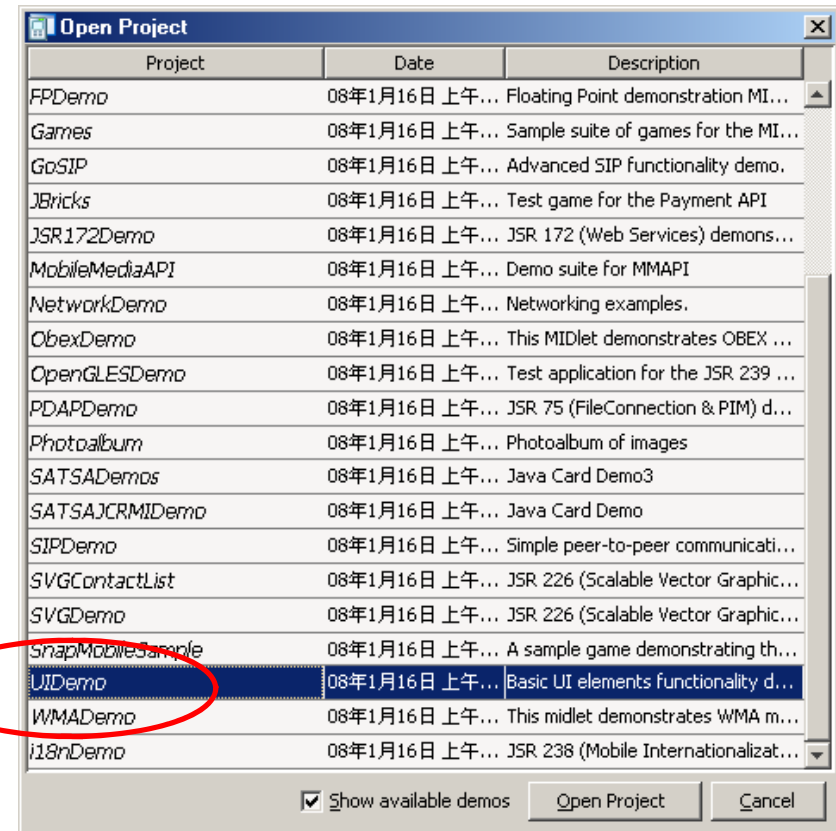 Open Project
Project Date Description
FPDemo 08年1月16日 上午... Floating Point demonstration MI...
Games 08年1月16日 上午... Sample suite of games for the MI...
GoSIP 08年1月16日 上午... Advanced SIP functionality demo.
JBricks 08年1月16日 上午... Test game for the Payment API
JSR172Demo 08年1月16日 上午... JSR 172 (Web Services) demons...
MobileMediaAPI 08年1月16日 上午... Demo suite for MMAPI
NetworkDemo 08年1月16日 上午... Networking examples.
ObexDemo 08年1月16日 上午... This MIDlet demonstrates OBEX ...
OpenGLESDemo 08年1月16日 上午... Test application for the JSR 239 ...
PDAPDemo 08年1月16日 上午... JSR 75 (FileConnection & PIM) d...
Photoalbum 08年1月16日 上午... Photoalbum of images
SATSADemos 08年1月16日 上午... Java Card Demo3
SATSAJCRMIDemo 08年1月16日 上午... Java Card Demo
SIPDemo 08年1月16日 上午... Simple peer-to-peer communicati...
SVGContactList 08年1月16日 上午... JSR 226 (Scalable Vector Graphic...
SVGDemo 08年1月16日 上午... JSR 226 (Scalable Vector Graphic...
SnapMobileSample 08年1月16日 上午... A sample game demonstrating th...
UIDemo 08年1月16日 上午... Basic UI elements functionality d...
WMADemo 08年1月16日 上午... This midlet demonstrates WMA m...
i18nDemo 08年1月16日 上午... JSR 238 (Mobile Internationalizat...
Show available demos Open Project Cancel